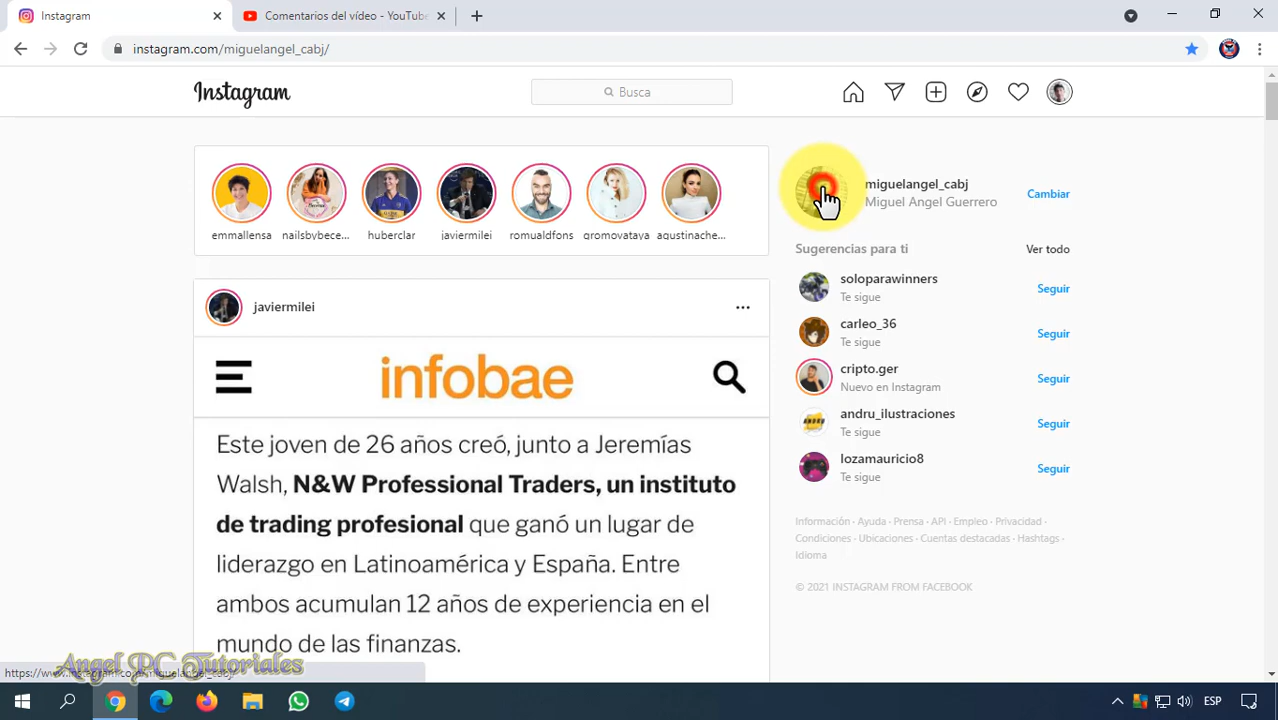 Instagram
Comentarios del vídeo - YouTube
instagram.com/miguelangel_cabj/
Instagram
Busca
emmallensa
nailsbybece...
huberclar
javiermilei
romualdfons
gromovataya
agustinache...
miguelangel_cabj
Miguel Angel Guerrero
Cambiar
Sugerencias para ti
Ver todo
soloparawinners
Te sigue
Seguir
carleo_36
Te sigue
Seguir
cripto.ger
Nuevo en Instagram
Seguir
andru_ilustraciones
Te sigue
Seguir
lozamauricio8
Te sigue
Seguir
Información · Ayuda · Prensa · API · Empleo · Privacidad ·
Condiciones · Ubicaciones · Cuentas destacadas · Hashtags ·
Idioma
© 2021 INSTAGRAM FROM FACEBOOK
javiermilei
infobae
Este joven de 26 años creó, junto a Jeremías
Walsh, N&W Professional Traders, un instituto
de trading profesional que ganó un lugar de
liderazgo en Latinoamérica y España. Entre
ambos acumulan 12 años de experiencia en el
mundo de las finanzas.
Angel PC Tutoriales
https://www.instagram.com/miguelangel_cabj/
ESP